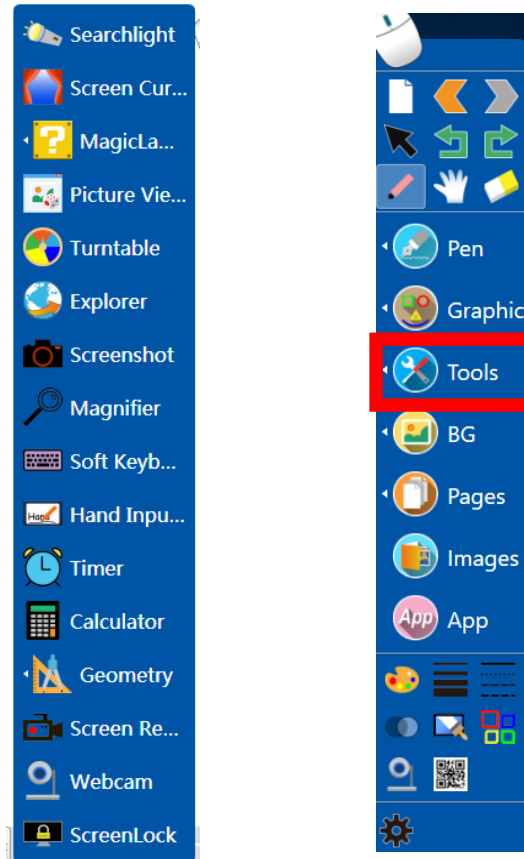 Searchlight
Screen Cur...
MagicLa...
Picture Vie...
Turntable
Explorer
Screenshot
Magnifier
Soft Keyb...
Hand Inpu...
Timer
Calculator
Geometry
Screen Re...
Webcam
ScreenLock
Pen
Graphic
Tools
BG
Pages
Images
App App